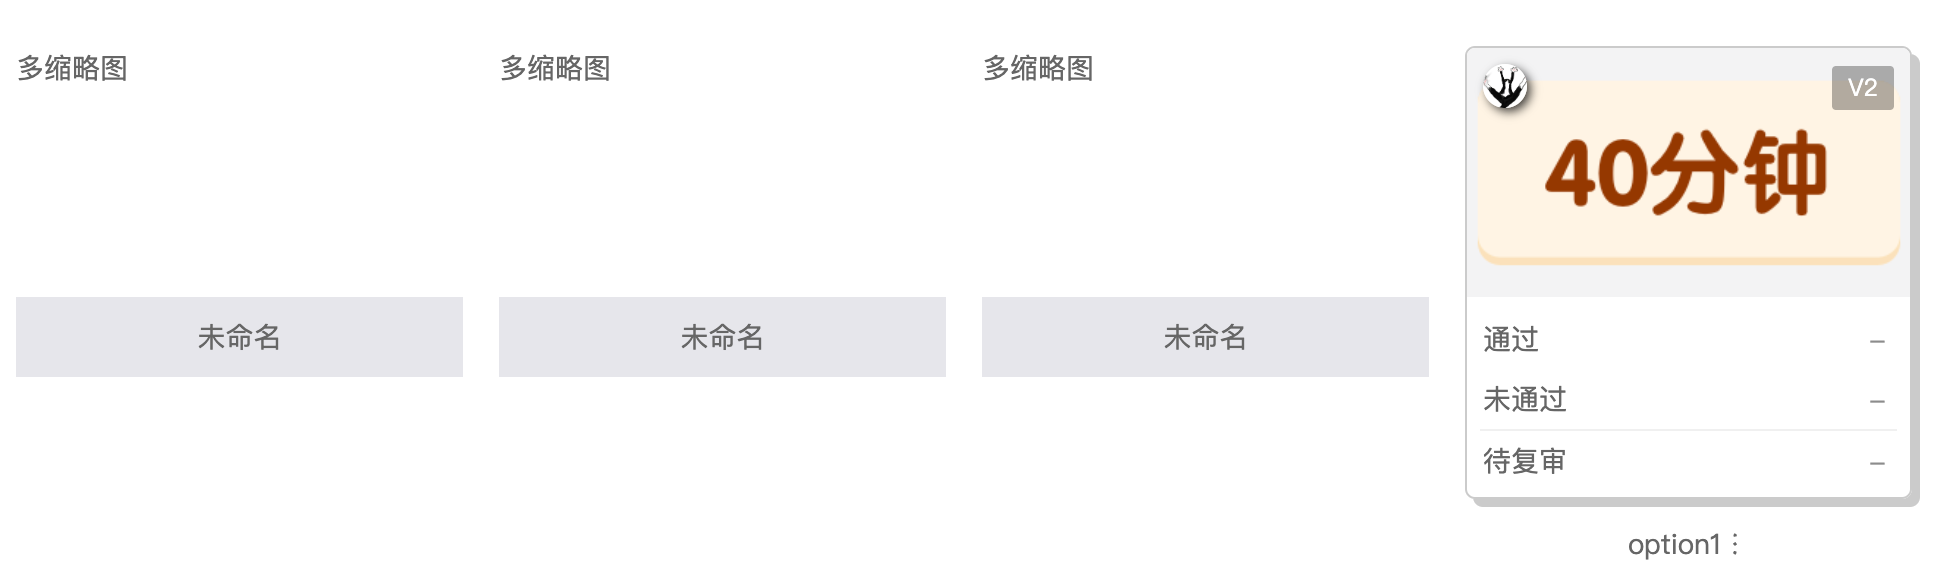 多缩略图
多缩略图
多缩略图
V2
40分钟
未命名
未命名
未命名
通过 –
未通过 –
待复审 –
option1 ⋮